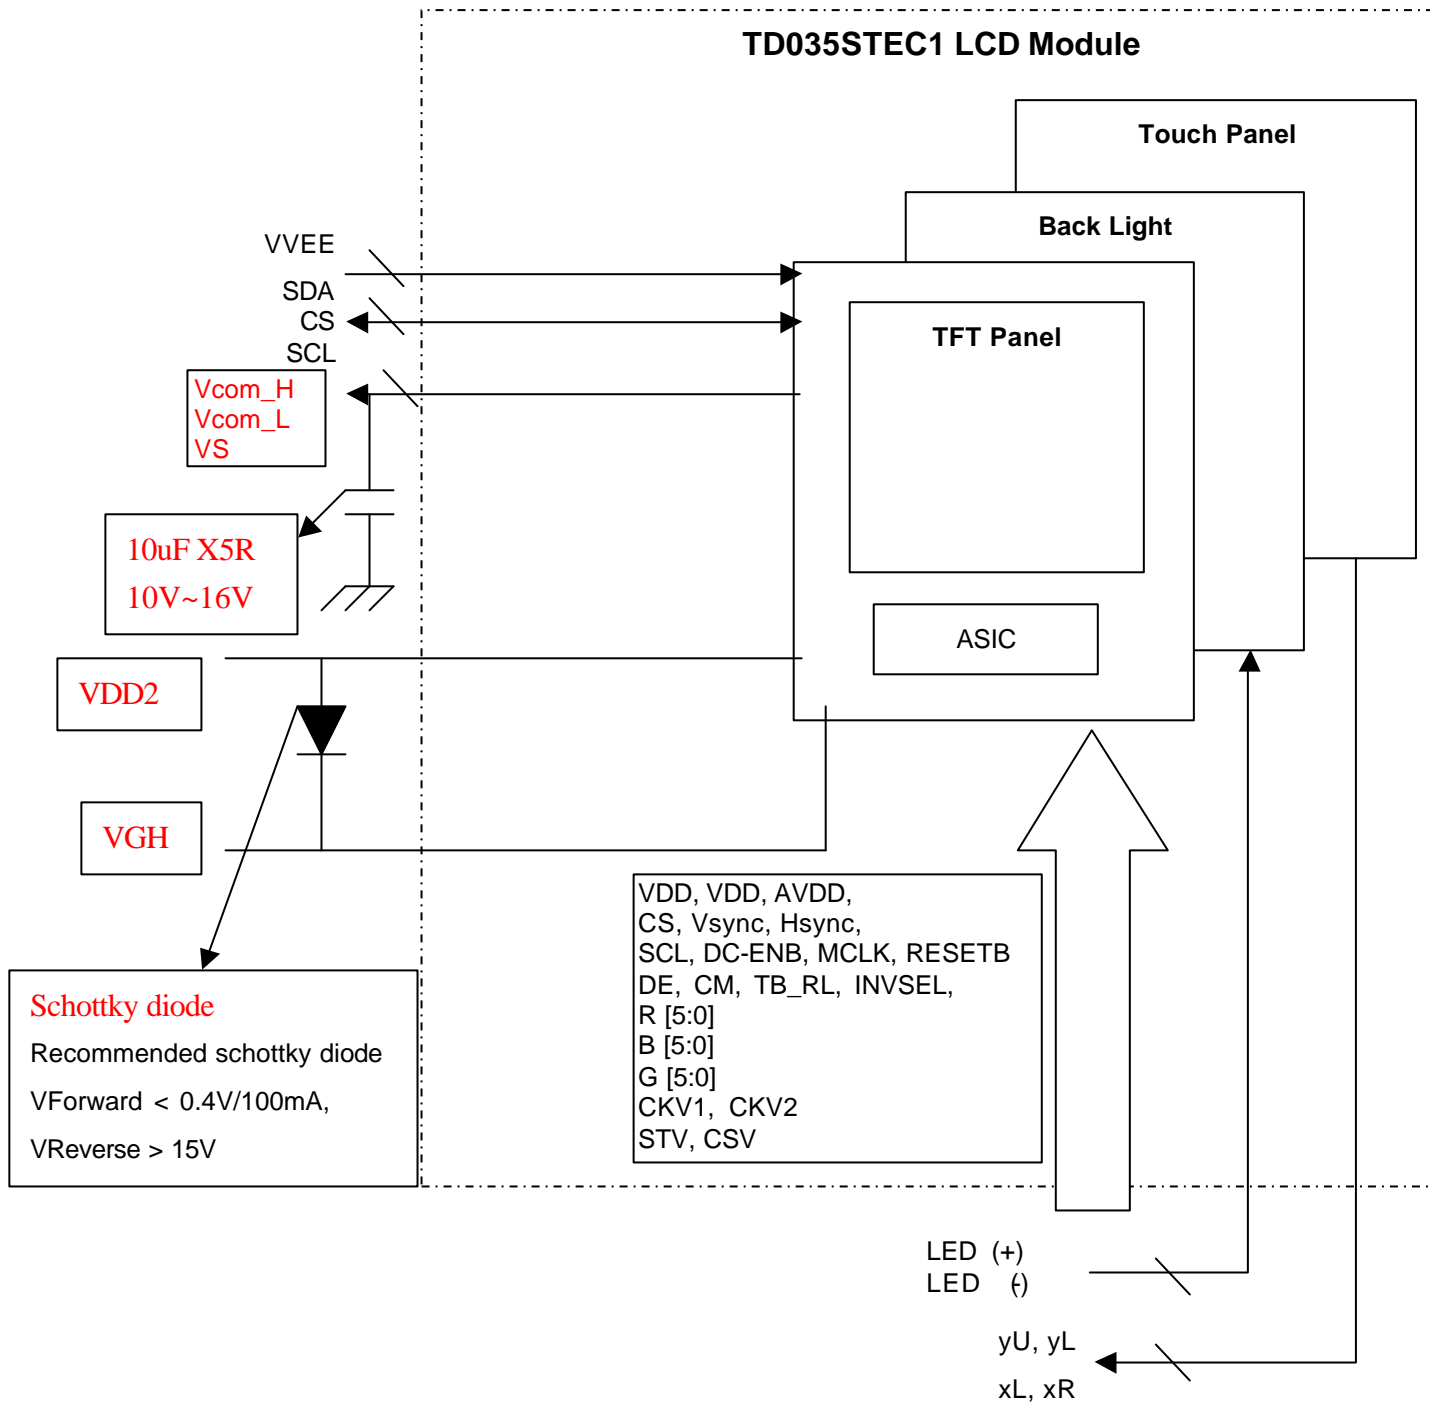 TD035STEC1 LCD Module
Touch Panel
Back Light
TFT Panel
ASIC
VVEE
SDA
CS
SCL
Vcom_H
Vcom_L
VS
10uF X5R
10V~16V
VDD2
VGH
Schottky diode
Recommended schottky diode
VForward < 0.4V/100mA,
VReverse > 15V
VDD, VDD, AVDD,
CS, Vsync, Hsync,
SCL, DC-ENB, MCLK, RESETB
DE, CM, TB_RL, INVSEL,
R [5:0]
B [5:0]
G [5:0]
CKV1, CKV2
STV, CSV
LED (+)
LED (-)
yU, yL
xL, xR